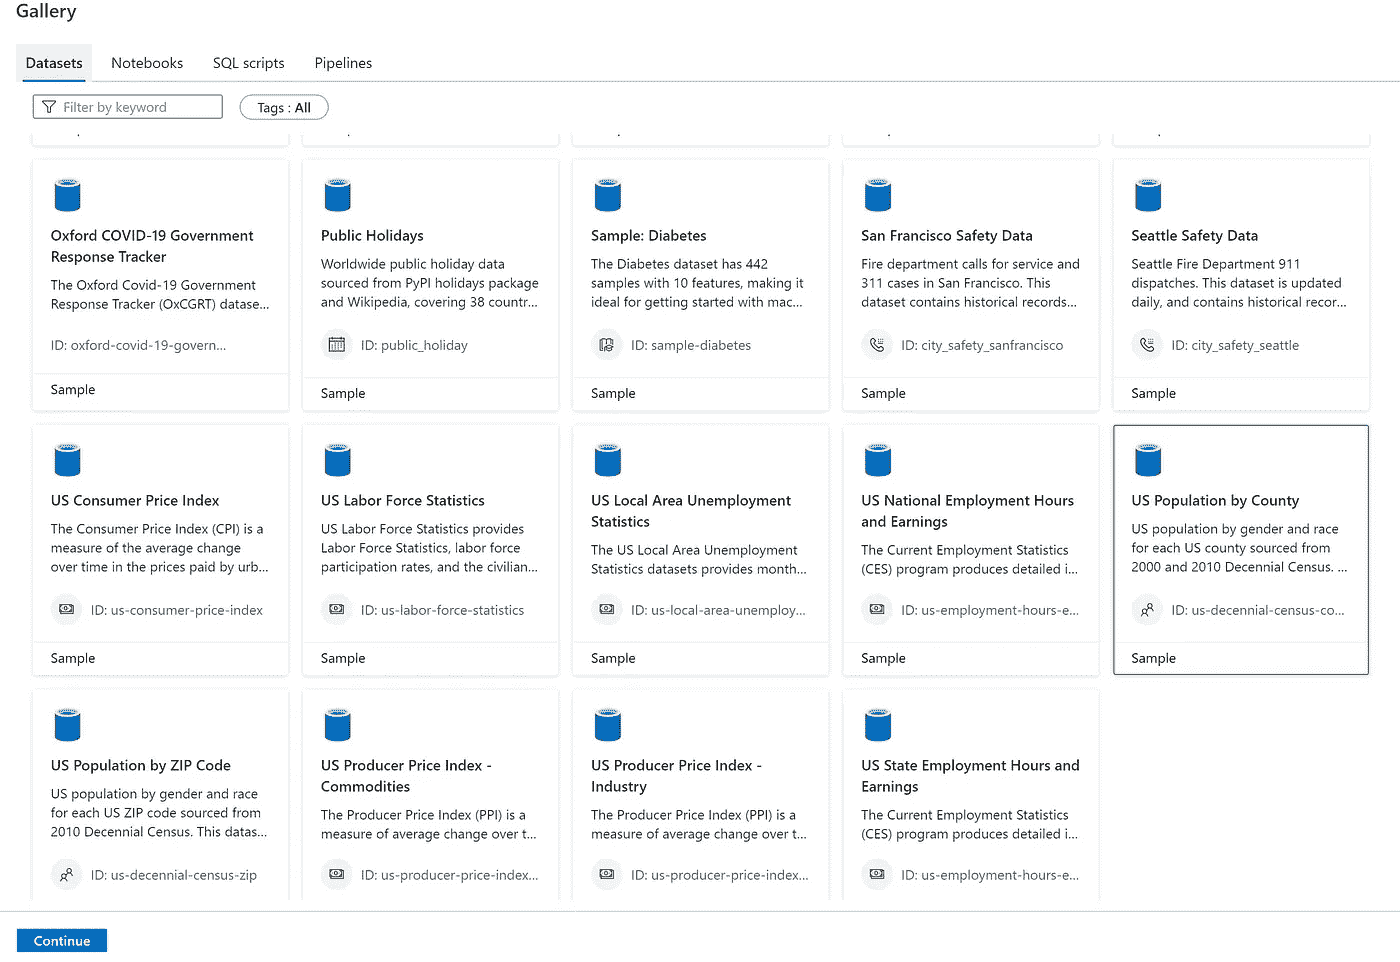 Gallery
Datasets
Notebooks
SQL scripts
Pipelines
Filter by keyword
Tags : All
Oxford COVID-19 Government
Response Tracker
The Oxford Covid-19 Government
Response Tracker (OxCGRT) datase...
ID: oxford-covid-19-govern...
Sample
Public Holidays
Worldwide public holiday data
sourced from PyPI holidays package
and Wikipedia, covering 38 countr...
ID: public_holiday
Sample
Sample: Diabetes
The Diabetes dataset has 442
samples with 10 features, making it
ideal for getting started with mac...
ID: sample-diabetes
Sample
San Francisco Safety Data
Fire department calls for service and
311 cases in San Francisco. This
dataset contains historical records...
ID: city_safety_sanfrancisco
Sample
Seattle Safety Data
Seattle Fire Department 911
dispatches. This dataset is updated
daily, and contains historical recor...
ID: city_safety_seattle
Sample
US Consumer Price Index
The Consumer Price Index (CPI) is a
measure of the average change
over time in the prices paid by urb...
ID: us-consumer-price-index
Sample
US Labor Force Statistics
US Labor Force Statistics provides
Labor Force Statistics, labor force
participation rates, and the civilian...
ID: us-labor-force-statistics
Sample
US Local Area Unemployment
Statistics
The US Local Area Unemployment
Statistics datasets provides month...
ID: us-local-area-unemploy...
Sample
US National Employment Hours
and Earnings
The Current Employment Statistics
(CES) program produces detailed i...
ID: us-employment-hours-e...
Sample
US Population by County
US population by gender and race
for each US county sourced from
2000 and 2010 Decennial Census. ...
ID: us-decennial-census-co...
Sample
US Population by ZIP Code
US population by gender and race
for each US ZIP code sourced from
2010 Decennial Census. This datas...
ID: us-decennial-census-zip
US Producer Price Index -
Commodities
The Producer Price Index (PPI) is a
measure of average change over t...
ID: us-producer-price-index...
US Producer Price Index -
Industry
The Producer Price Index (PPI) is a
measure of average change over t...
ID: us-producer-price-index...
US State Employment Hours and
Earnings
The Current Employment Statistics
(CES) program produces detailed i...
ID: us-employment-hours-e...
Continue